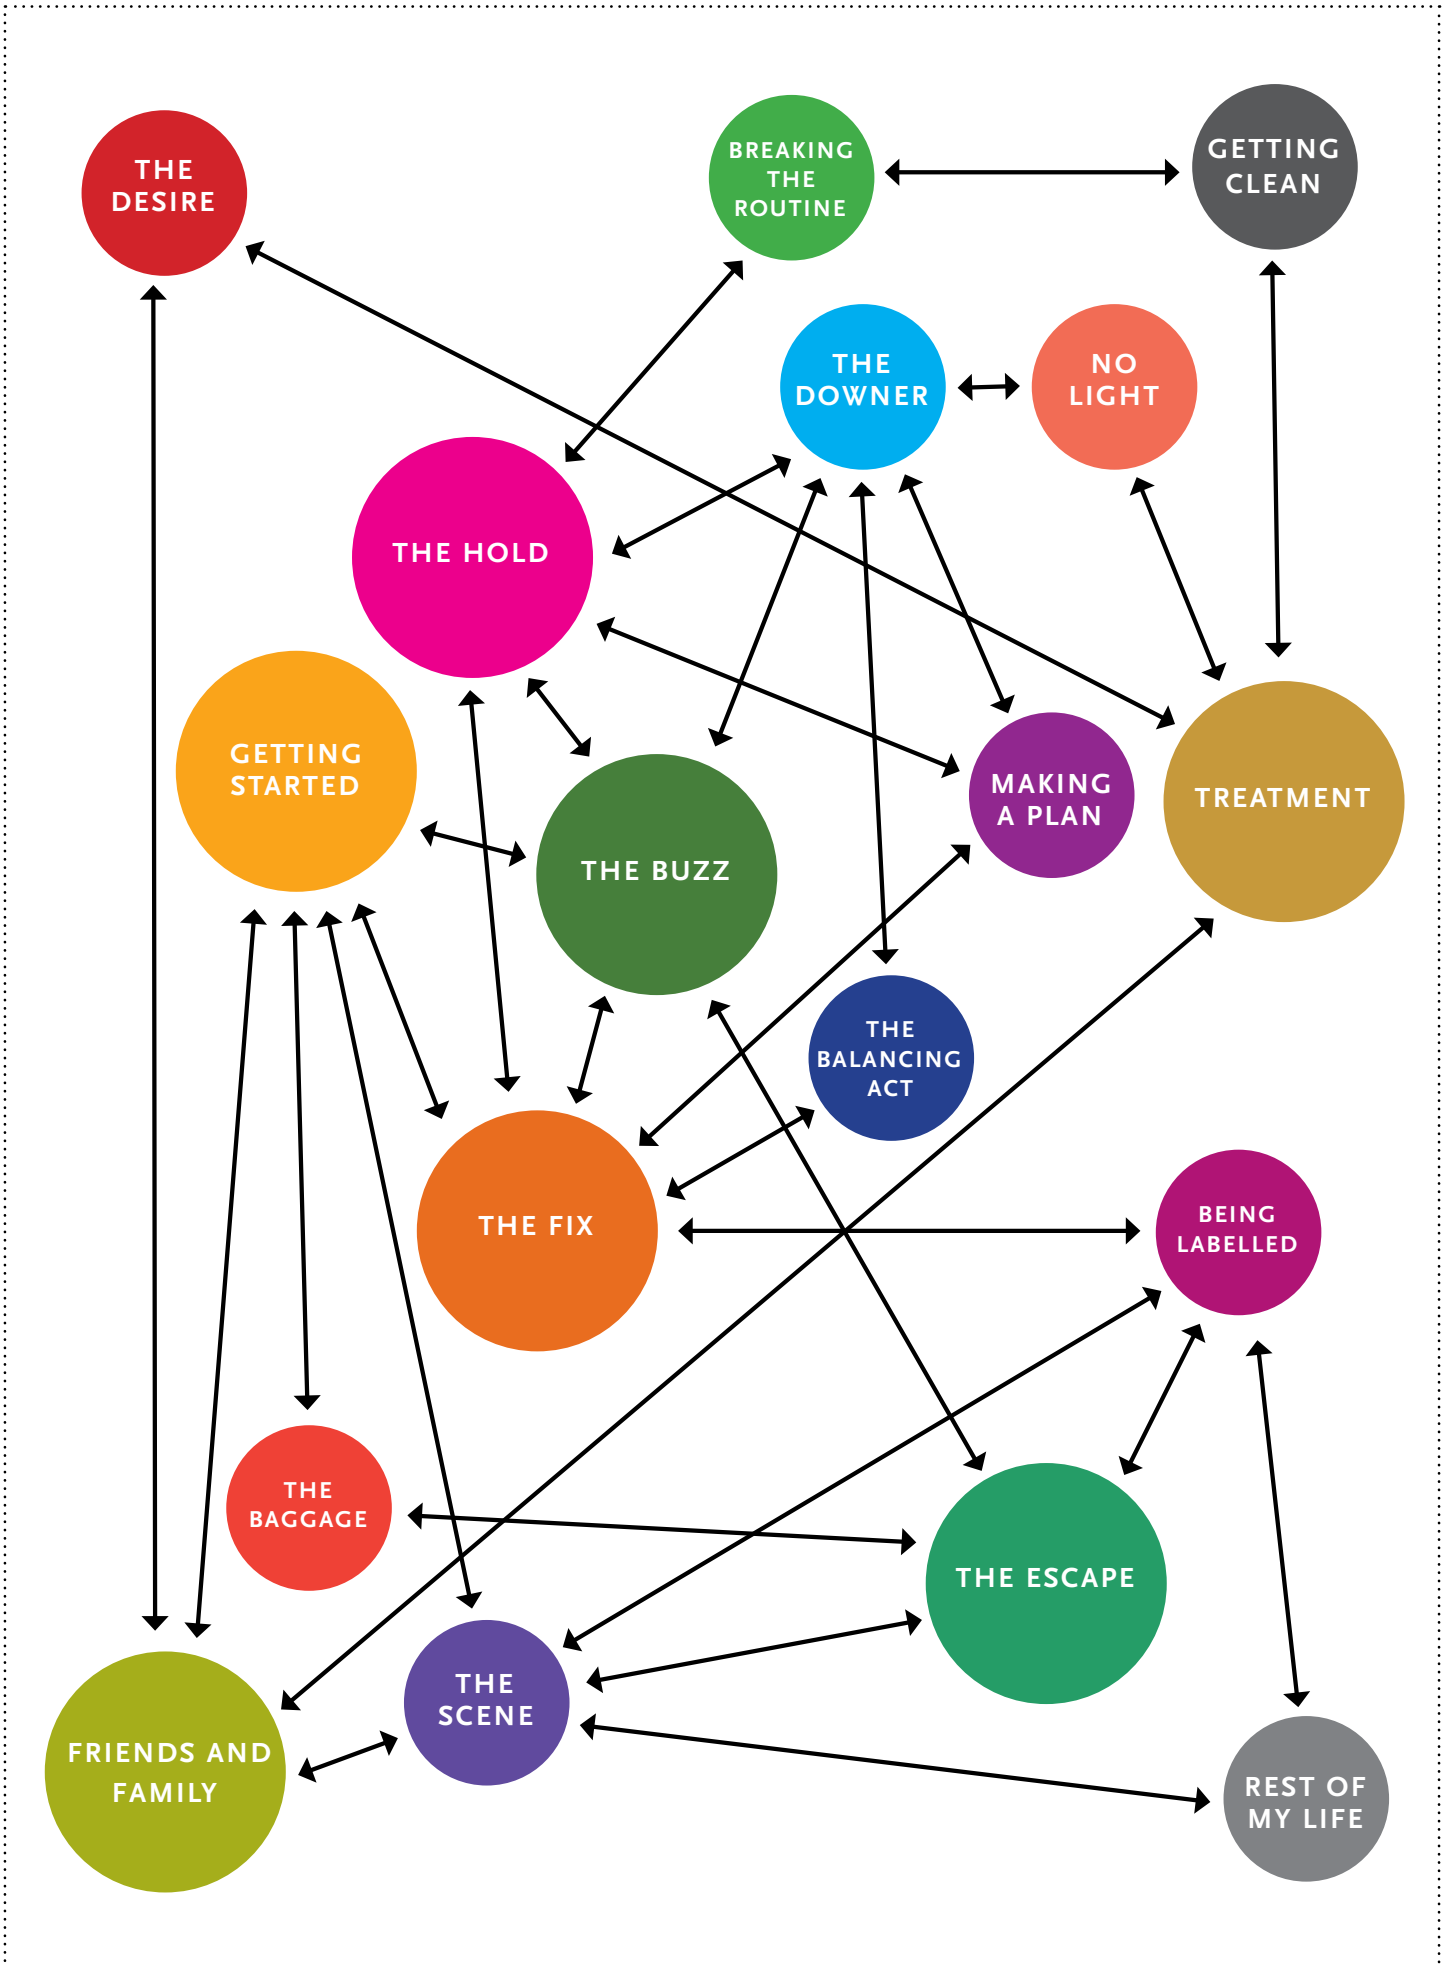 THE
DESIRE
BREAKING
THE
ROUTINE
GETTING
CLEAN
THE
DOWNER
NO
LIGHT
THE HOLD
GETTING
STARTED
THE BUZZ
MAKING
A PLAN
TREATMENT
THE
BALANCING
ACT
THE FIX
BEING
LABELLED
THE
BAGGAGE
THE ESCAPE
THE
SCENE
FRIENDS AND
FAMILY
REST OF
MY LIFE